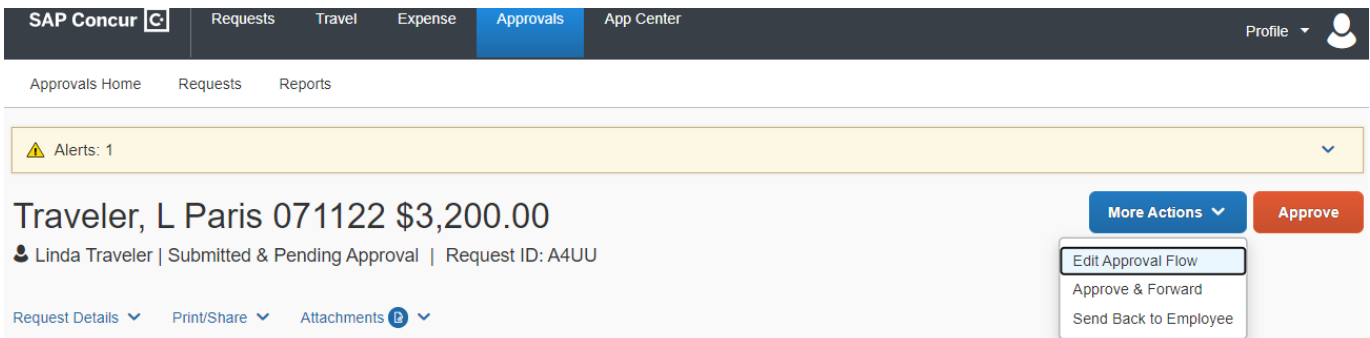 SAP Concur C Requests Travel Expense Approvals App Center Profile
Approvals Home Requests Reports
Alerts: 1
Traveler, L Paris 071122 $3,200.00
More Actions Approve
Linda Traveler | Submitted & Pending Approval | Request ID: A4UU
Edit Approval Flow
Approve & Forward
Request Details Print/Share Attachments
Send Back to Employee